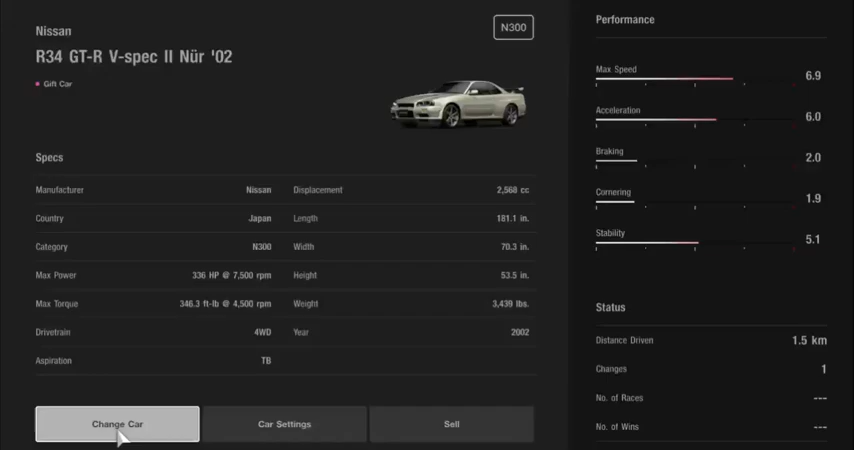 Nissan
N300
R34 GT-R V-spec II Nür '02
Gift Car
Specs
Manufacturer Nissan Displacement 2,568 cc
Country Japan Length 181.1 in.
Category N300 Width 70.3 in.
Max Power 336 HP @ 7,500 rpm Height 53.5 in.
Max Torque 346.3 ft-lb @ 4,500 rpm Weight 3,439 lbs.
Drivetrain 4WD Year 2002
Aspiration TB
Change Car Car Settings Sell
Performance
Max Speed 6.9
Acceleration 6.0
Braking 2.0
Cornering 1.9
Stability 5.1
Status
Distance Driven 1.5 km
Changes 1
No. of Races ---
No. of Wins ---